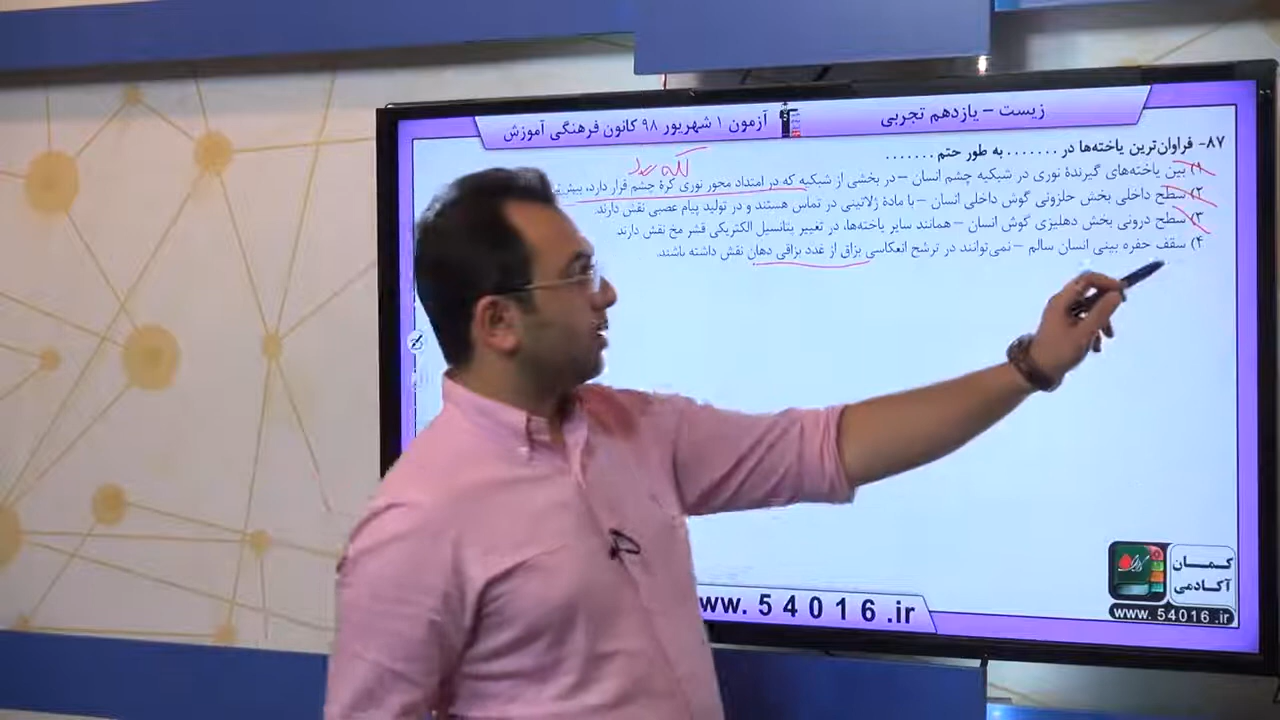 زیست - یازدهم تجربی
آزمون ۱ شهریور ۹۸ کانون فرهنگی آموزش
۸۷- فراوان‌ترین یاخته‌ها در ....... به طور حتم .......
لکه زرد
۱) بین یاخته‌های گیرندهٔ نوری در شبکیه چشم انسان – در بخشی از شبکیه که در امتداد محور نوری کرهٔ چشم قرار دارد،
۲) سطح داخلی بخش حلزونی گوش داخلی انسان – با مادهٔ ژلاتینی در تماس هستند و در تولید پیام عصبی نقش دارند.
۳) سطح درونی بخش دهلیزی گوش انسان – همانند سایر یاخته‌ها، در تغییر پتانسیل الکتریکی قشر مخ نقش دارند
۴) سقف حفره بینی انسان سالم – نمی‌توانند در ترشح انعکاسی بزاق از غدد بزاقی دهان نقش داشته باشند.
کمان
آکادمی
www. 54016 .ir
ww. 54016 .ir